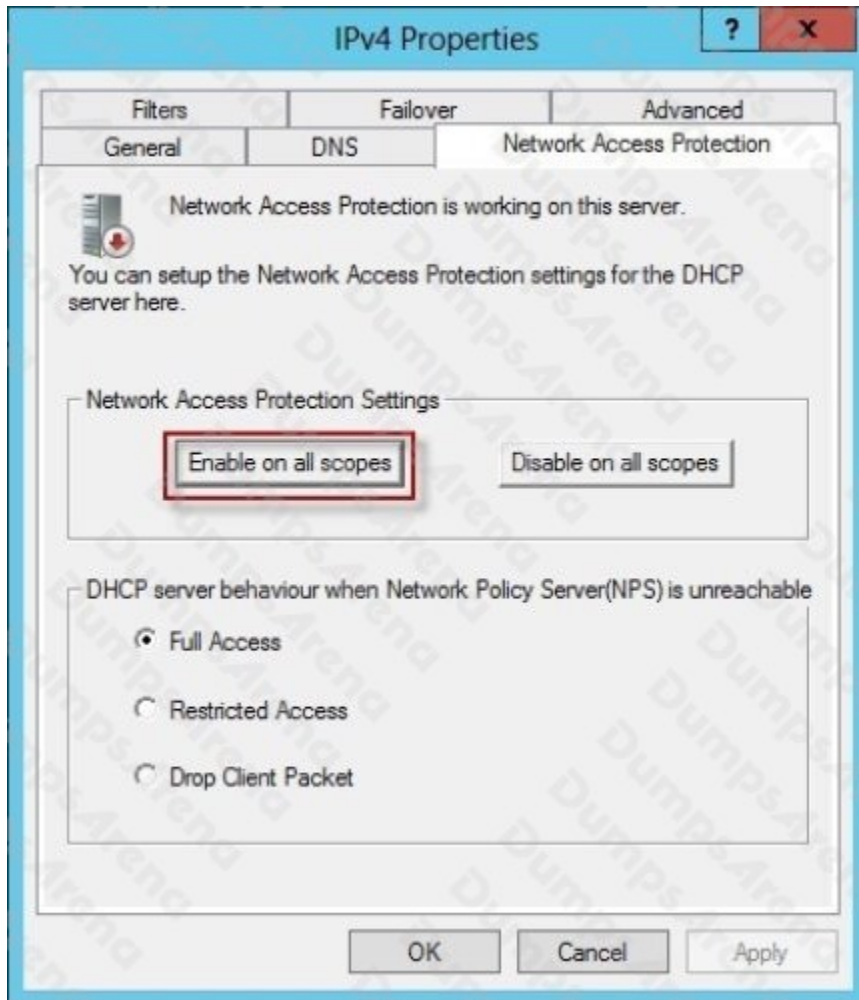 IPv4 Properties
?
x
Filters
Failover
Advanced
General
DNS
Network Access Protection
Network Access Protection is working on this server.
You can setup the Network Access Protection settings for the DHCP
server here.
Network Access Protection Settings
Enable on all scopes
Disable on all scopes
DHCP server behaviour when Network Policy Server(NPS) is unreachable
Full Access
Restricted Access
Drop Client Packet
OK
Cancel
Apply
DumpsArena